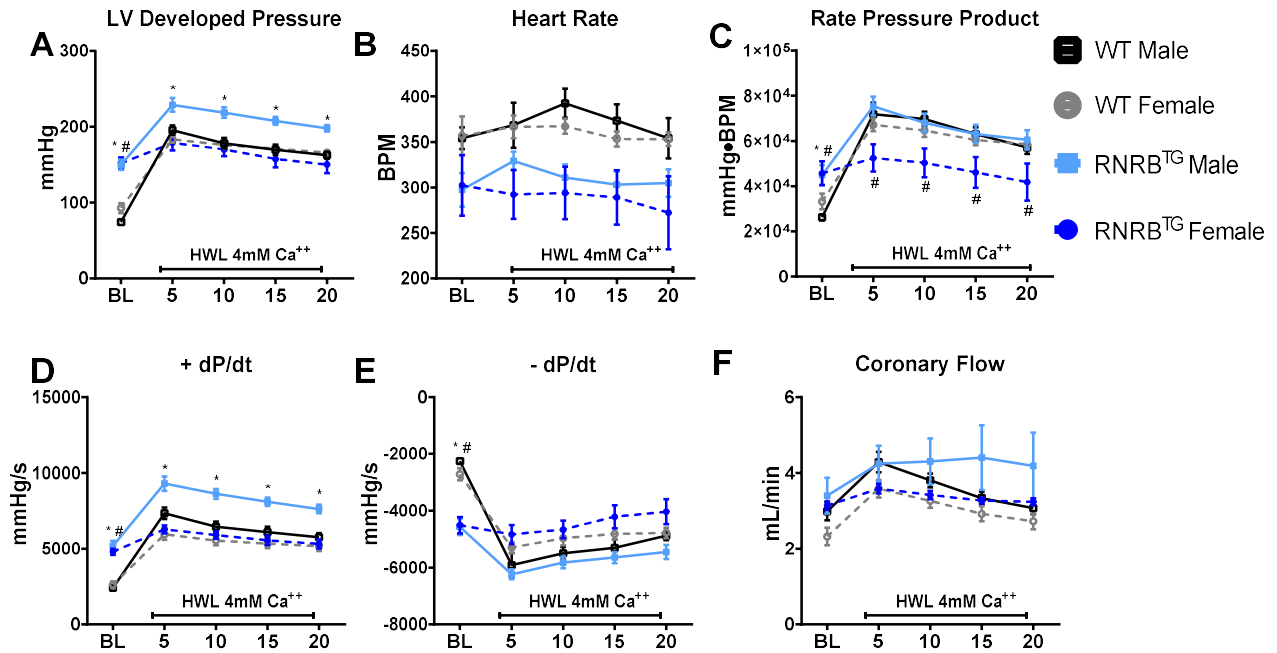 A
LV Developed Pressure
mmHg
300
200
100
0
* #
*
*
*
*
HWL 4mM Ca++
BL 5 10 15 20
B
Heart Rate
BPM
450
400
350
300
250
200
HWL 4mM Ca++
BL 5 10 15 20
C
Rate Pressure Product
mmHg•BPM
1×10⁵
8×10⁴
6×10⁴
4×10⁴
2×10⁴
0
* #
#
#
#
#
HWL 4mM Ca++
BL 5 10 15 20
WT Male
WT Female
RNRBTG Male
RNRBTG Female
D
+ dP/dt
mmHg/s
15000
10000
5000
0
* #
*
*
*
*
HWL 4mM Ca++
BL 5 10 15 20
E
- dP/dt
mmHg/s
0
-2000
-4000
-6000
-8000
* #
HWL 4mM Ca++
BL 5 10 15 20
F
Coronary Flow
mL/min
6
4
2
0
* #
HWL 4mM Ca++
BL 5 10 15 20